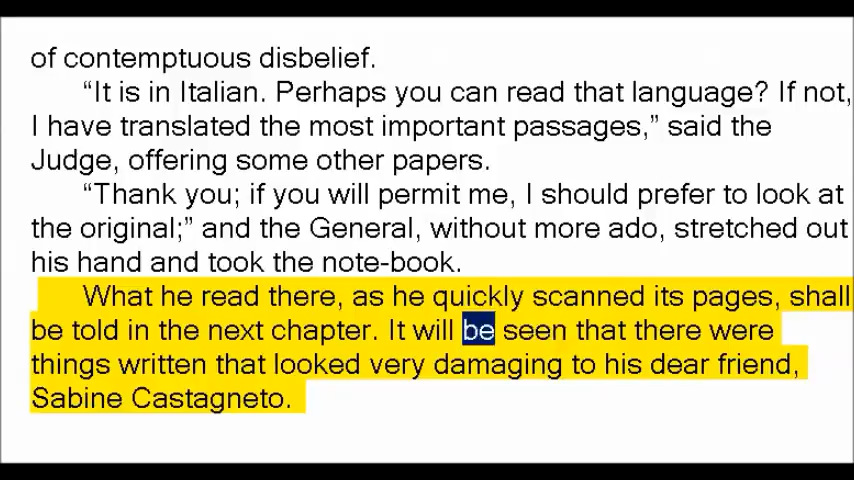 of contemptuous disbelief.
“It is in Italian. Perhaps you can read that language? If not,
I have translated the most important passages,” said the
Judge, offering some other papers.
“Thank you; if you will permit me, I should prefer to look at
the original;” and the General, without more ado, stretched out
his hand and took the note-book.
What he read there, as he quickly scanned its pages, shall
be told in the next chapter. It will be seen that there were
things written that looked very damaging to his dear friend,
Sabine Castagneto.